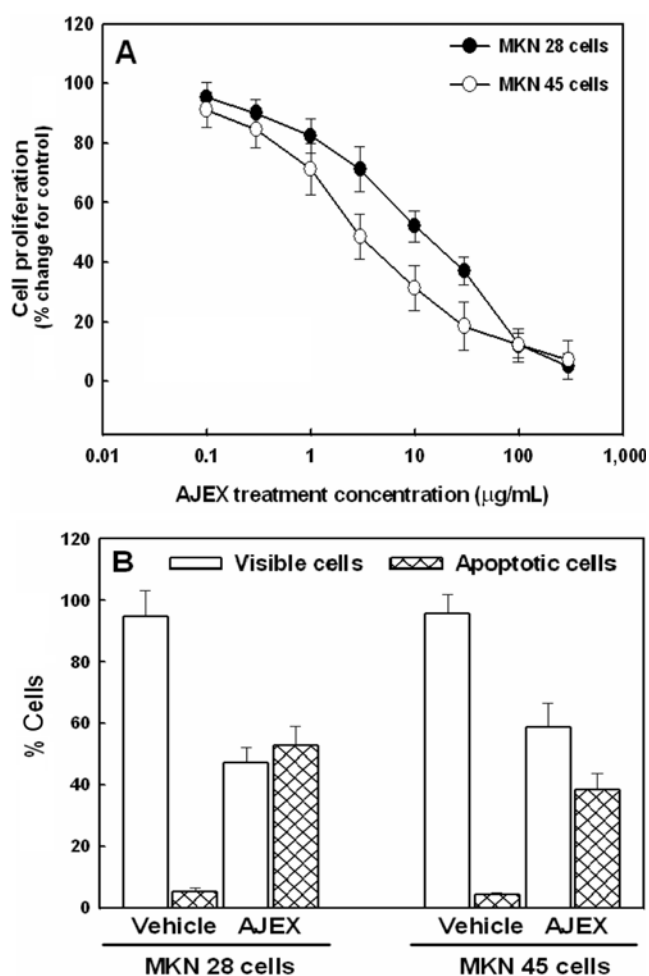 120
A
MKN 28 cells
MKN 45 cells
100
80
60
40
20
0
Cell proliferation
(% change for control)
0.01 0.1 1 10 100 1,000
AJEX treatment concentration (μg/mL)
120
B
Visible cells Apoptotic cells
100
80
60
40
20
0
% Cells
Vehicle AJEX Vehicle AJEX
MKN 28 cells MKN 45 cells